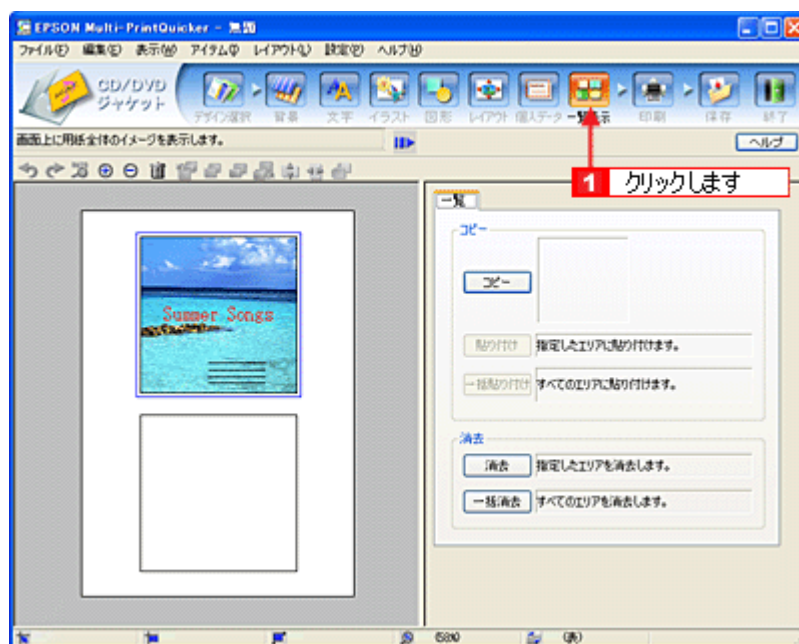 EPSON Multi-PrintQuicker - 無題
ファイル(F) 編集(E) 表示(W) アイテム(I) レイアウト(L) 設定(P) ヘルプ(H)
CD/DVD
ジャケット
デザイン選択 背景 文字 イラスト 図形 レイアウト 個人データ 一覧表示 印刷 保存 終了
画面上に用紙全体のイメージを表示します。
ヘルプ
1 クリックします
一覧
コピー
コピー
貼り付け 指定したエリアに貼り付けます。
一括貼り付け すべてのエリアに貼り付けます。
消去
消去 指定したエリアを消去します。
一括消去 すべてのエリアを消去します。
Summer Songs
(58%) (表)